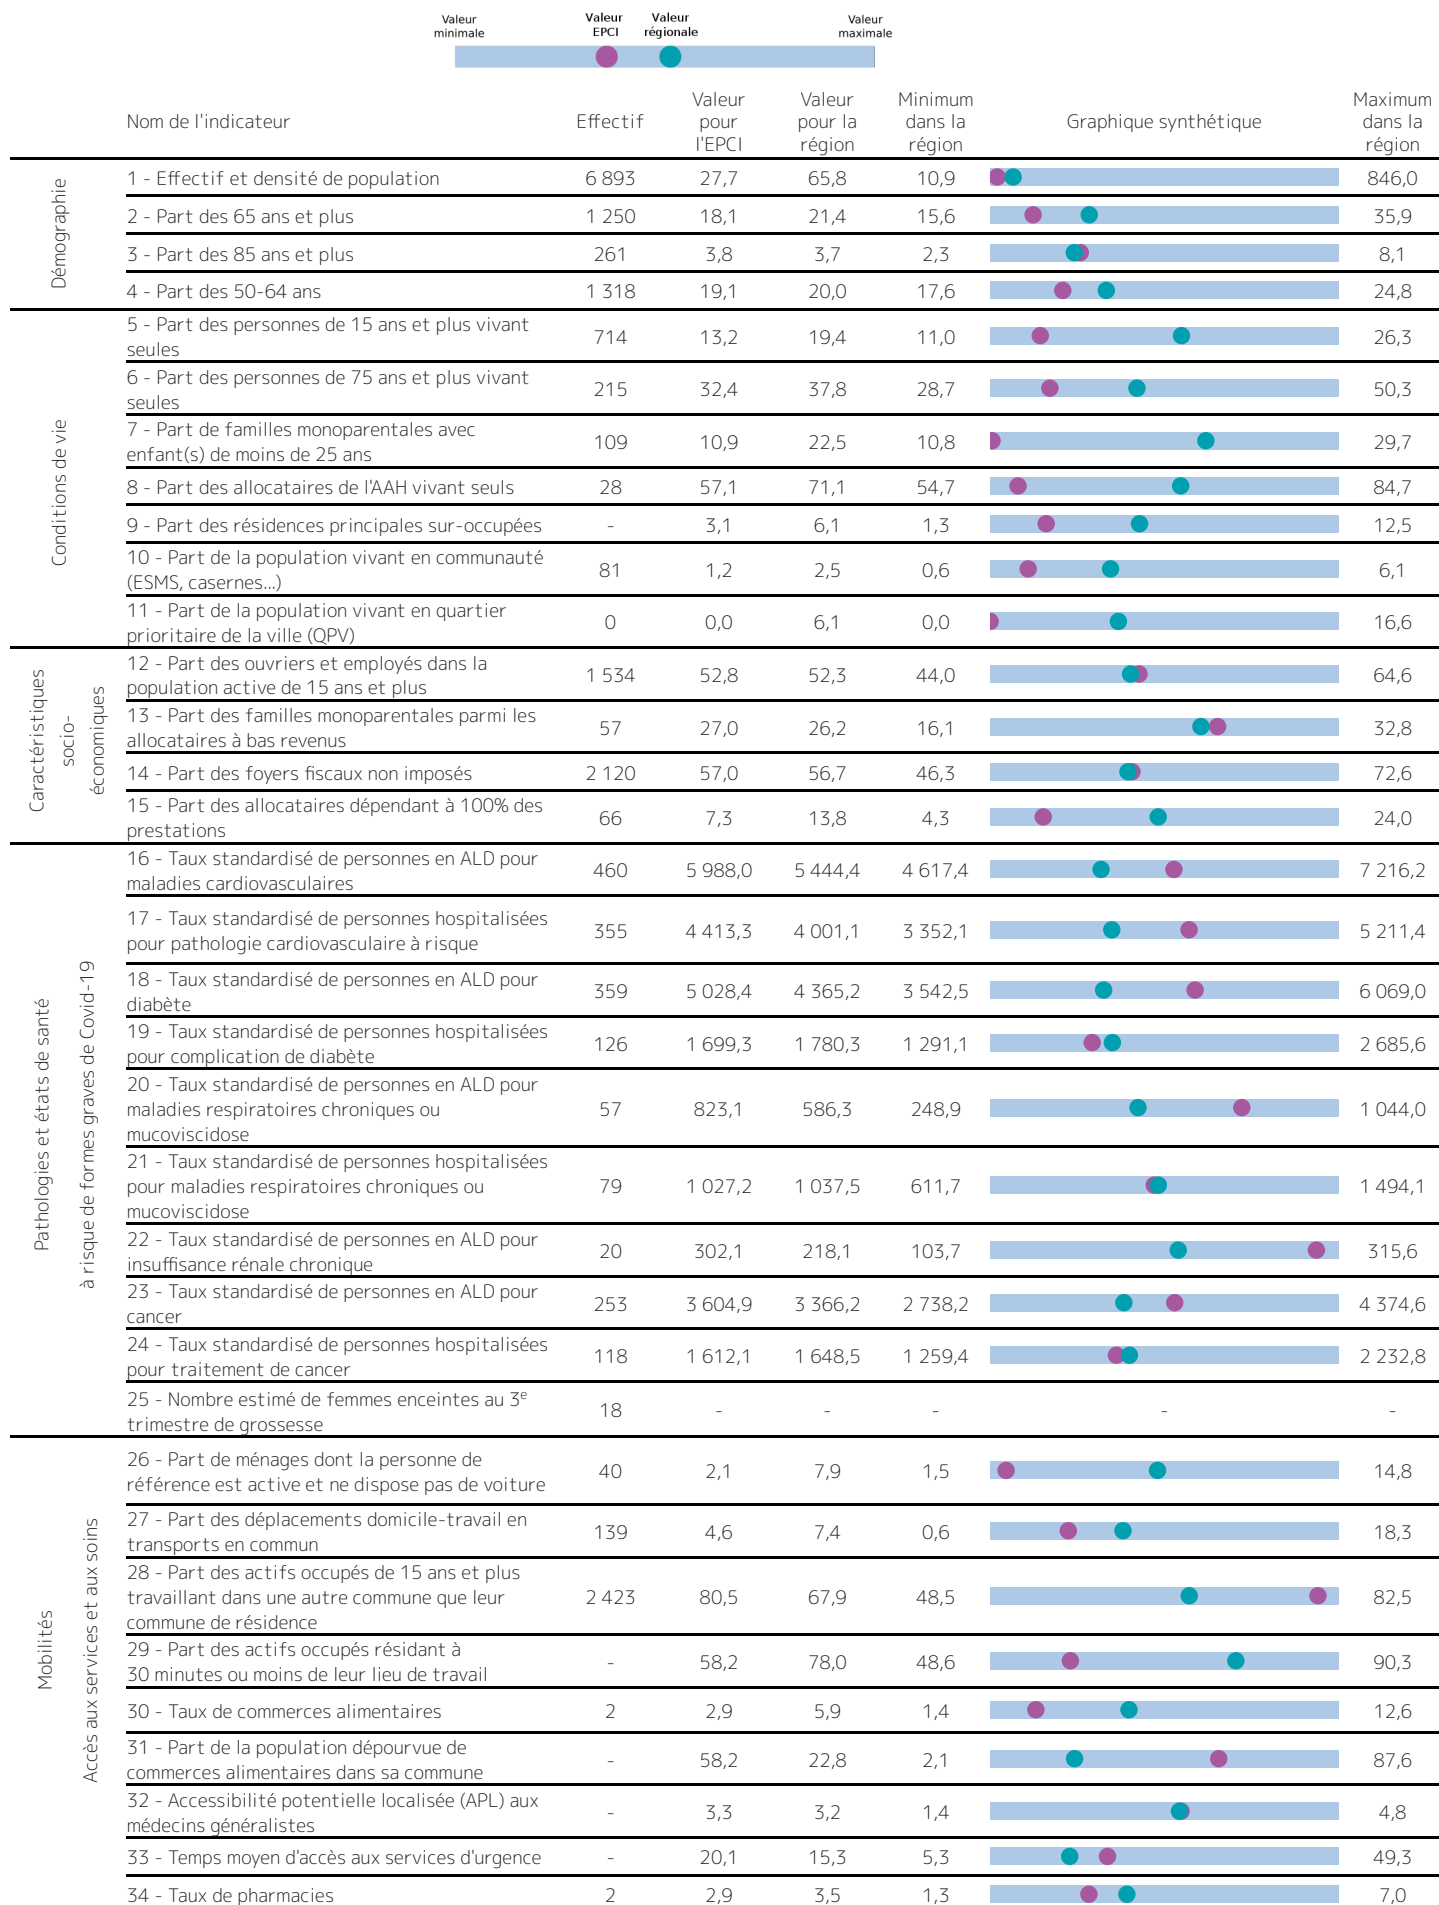 Valeur minimale
Valeur EPCI
Valeur régionale
Valeur maximale
Nom de l'indicateur
Effectif
Valeur pour l'EPCI
Valeur pour la région
Minimum dans la région
Graphique synthétique
Maximum dans la région
Démographie
1 - Effectif et densité de population 6 893 27,7 65,8 10,9 846,0
2 - Part des 65 ans et plus 1 250 18,1 21,4 15,6 35,9
3 - Part des 85 ans et plus 261 3,8 3,7 2,3 8,1
4 - Part des 50-64 ans 1 318 19,1 20,0 17,6 24,8
Conditions de vie
5 - Part des personnes de 15 ans et plus vivant
seules 714 13,2 19,4 11,0 26,3
6 - Part des personnes de 75 ans et plus vivant
seules 215 32,4 37,8 28,7 50,3
7 - Part de familles monoparentales avec
enfant(s) de moins de 25 ans 109 10,9 22,5 10,8 29,7
8 - Part des allocataires de l'AAH vivant seuls 28 57,1 71,1 54,7 84,7
9 - Part des résidences principales sur-occupées - 3,1 6,1 1,3 12,5
10 - Part de la population vivant en communauté
(ESMS, casernes...) 81 1,2 2,5 0,6 6,1
11 - Part de la population vivant en quartier
prioritaire de la ville (QPV) 0 0,0 6,1 0,0 16,6
Caractéristiques
socio-
économiques
12 - Part des ouvriers et employés dans la
population active de 15 ans et plus 1 534 52,8 52,3 44,0 64,6
13 - Part des familles monoparentales parmi les
allocataires à bas revenus 57 27,0 26,2 16,1 32,8
14 - Part des foyers fiscaux non imposés 2 120 57,0 56,7 46,3 72,6
15 - Part des allocataires dépendant à 100% des
prestations 66 7,3 13,8 4,3 24,0
Pathologies et états de santé
à risque de formes graves de Covid-19
16 - Taux standardisé de personnes en ALD pour
maladies cardiovasculaires 460 5 988,0 5 444,4 4 617,4 7 216,2
17 - Taux standardisé de personnes hospitalisées
pour pathologie cardiovasculaire à risque 355 4 413,3 4 001,1 3 352,1 5 211,4
18 - Taux standardisé de personnes en ALD pour
diabète 359 5 028,4 4 365,2 3 542,5 6 069,0
19 - Taux standardisé de personnes hospitalisées
pour complication de diabète 126 1 699,3 1 780,3 1 291,1 2 685,6
20 - Taux standardisé de personnes en ALD pour
maladies respiratoires chroniques ou
mucoviscidose 57 823,1 586,3 248,9 1 044,0
21 - Taux standardisé de personnes hospitalisées
pour maladies respiratoires chroniques ou
mucoviscidose 79 1 027,2 1 037,5 611,7 1 494,1
22 - Taux standardisé de personnes en ALD pour
insuffisance rénale chronique 20 302,1 218,1 103,7 315,6
23 - Taux standardisé de personnes en ALD pour
cancer 253 3 604,9 3 366,2 2 738,2 4 374,6
24 - Taux standardisé de personnes hospitalisées
pour traitement de cancer 118 1 612,1 1 648,5 1 259,4 2 232,8
25 - Nombre estimé de femmes enceintes au 3e
trimestre de grossesse 18 - - - - -
Mobilités
Accès aux services et aux soins
26 - Part de ménages dont la personne de
référence est active et ne dispose pas de voiture 40 2,1 7,9 1,5 14,8
27 - Part des déplacements domicile-travail en
transports en commun 139 4,6 7,4 0,6 18,3
28 - Part des actifs occupés de 15 ans et plus
travaillant dans une autre commune que leur
commune de résidence 2 423 80,5 67,9 48,5 82,5
29 - Part des actifs occupés résidant à
30 minutes ou moins de leur lieu de travail - 58,2 78,0 48,6 90,3
30 - Taux de commerces alimentaires 2 2,9 5,9 1,4 12,6
31 - Part de la population dépourvue de
commerces alimentaires dans sa commune - 58,2 22,8 2,1 87,6
32 - Accessibilité potentielle localisée (APL) aux
médecins généralistes - 3,3 3,2 1,4 4,8
33 - Temps moyen d'accès aux services d'urgence - 20,1 15,3 5,3 49,3
34 - Taux de pharmacies 2 2,9 3,5 1,3 7,0